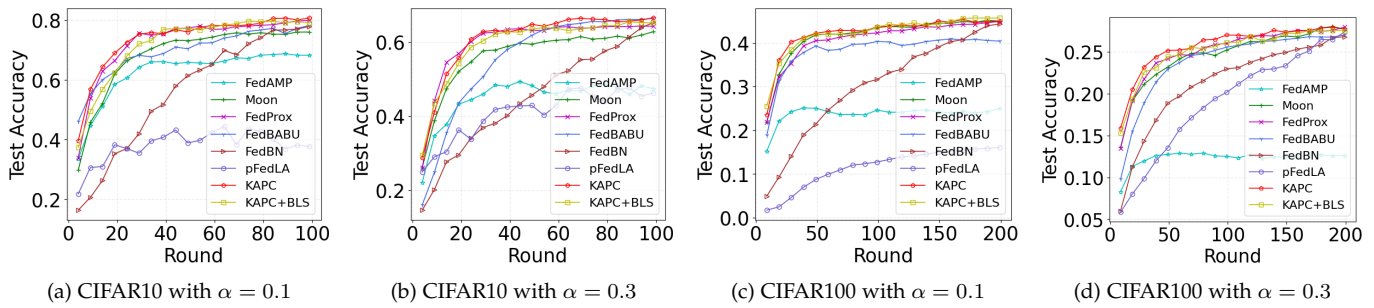 Test Accuracy
0.8
0.6
0.4
0.2
0 20 40 60 80 100
Round
FedAMP
Moon
FedProx
FedBABU
FedBN
pFedLA
KAPC
KAPC+BLS
(a) CIFAR10 with α = 0.1
Test Accuracy
0.6
0.4
0.2
0 20 40 60 80 100
Round
FedAMP
Moon
FedProx
FedBABU
FedBN
pFedLA
KAPC
KAPC+BLS
(b) CIFAR10 with α = 0.3
Test Accuracy
0.4
0.3
0.2
0.1
0.0
0 50 100 150 200
Round
FedAMP
Moon
FedProx
FedBABU
FedBN
pFedLA
KAPC
KAPC+BLS
(c) CIFAR100 with α = 0.1
Test Accuracy
0.25
0.20
0.15
0.10
0.05
0 50 100 150 200
Round
FedAMP
Moon
FedProx
FedBABU
FedBN
pFedLA
KAPC
KAPC+BLS
(d) CIFAR100 with α = 0.3